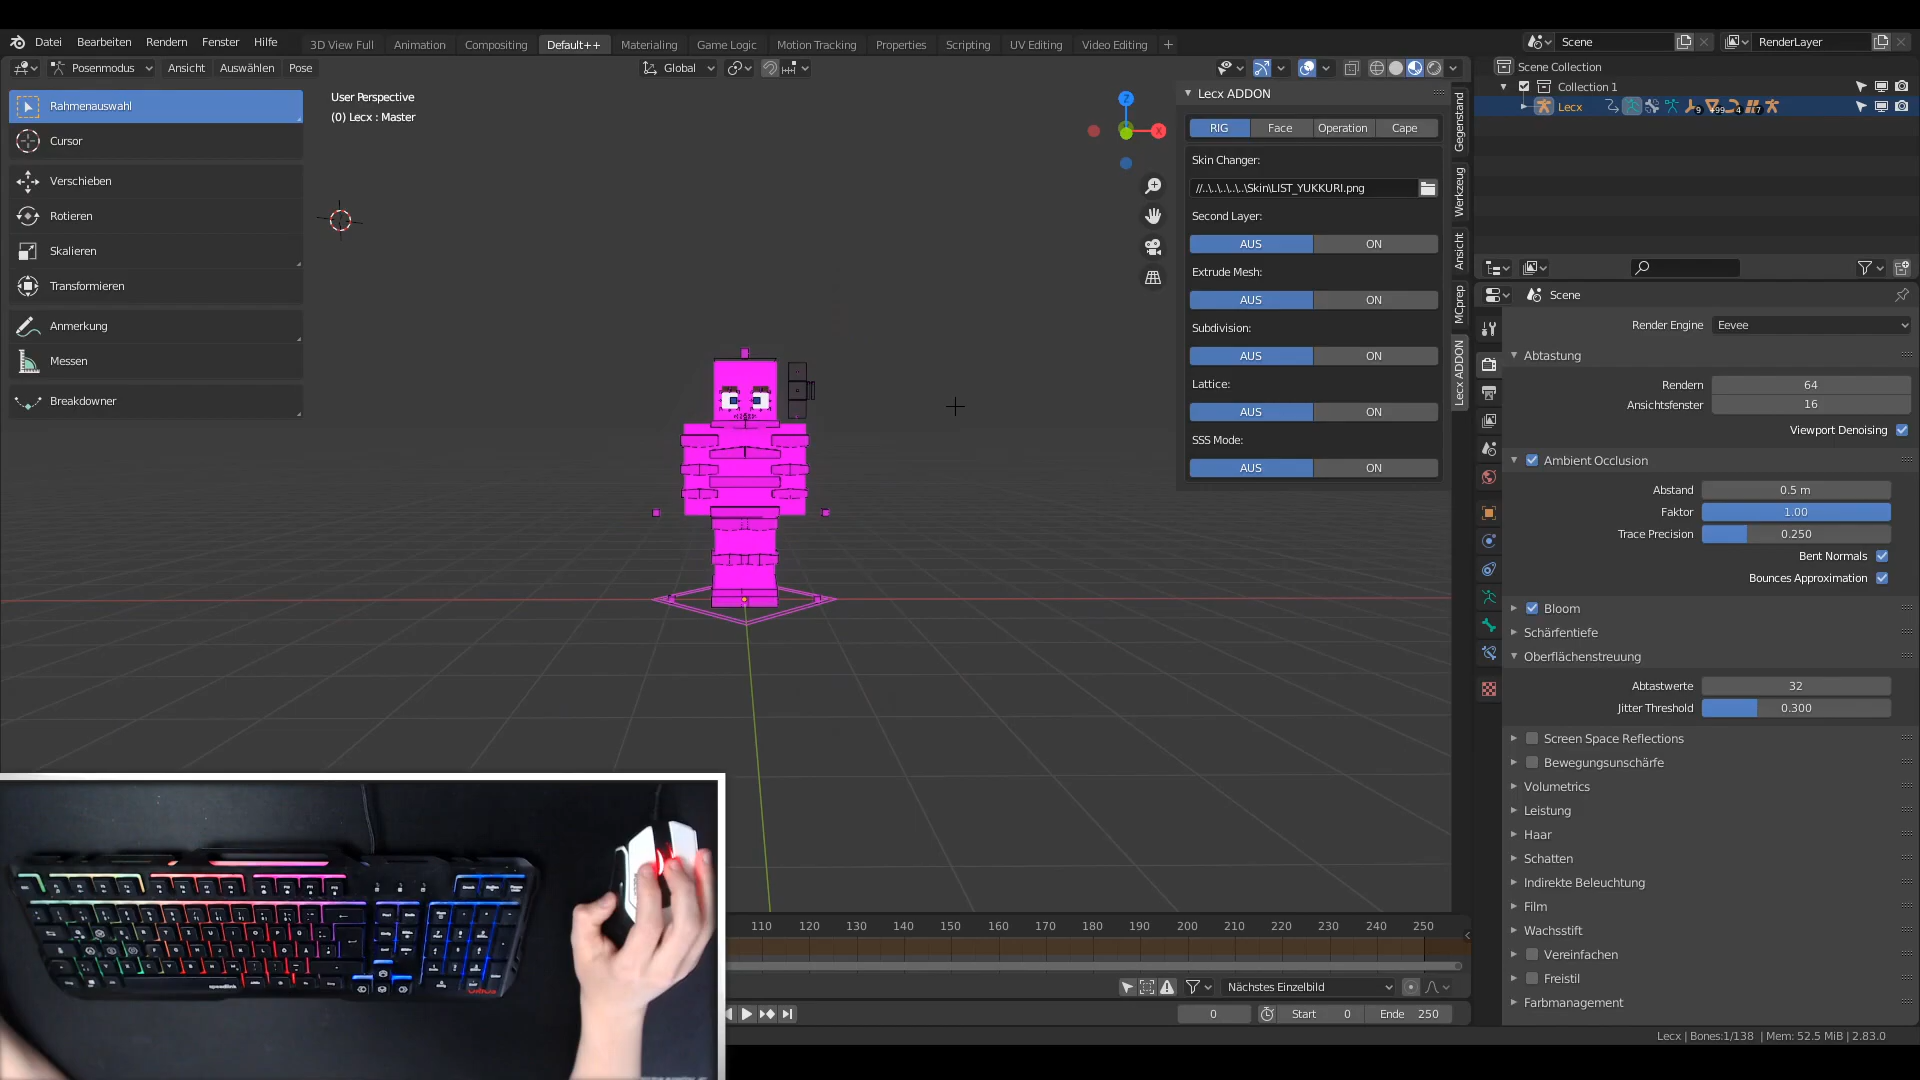 Datei Bearbeiten Rendern Fenster Hilfe 3D View Full Animation Compositing Default++ Materialing Game Logic Motion Tracking Properties Scripting UV Editing Video Editing + Scene RenderLayer
Posenmodus Ansicht Auswählen Pose Global
Scene Collection
Collection 1
Lecx 9 +99 4 7
Rahmenauswahl
Cursor
Verschieben
Rotieren
Skalieren
Transformieren
Anmerkung
Messen
Breakdowner
User Perspective
(0) Lecx : Master
Z
X
Lecx ADDON
RIG Face Operation Cape
Skin Changer:
//..\..\..\..\..\Skin\LIST_YUKKURI.png
Second Layer:
AUS ON
Extrude Mesh:
AUS ON
Subdivision:
AUS ON
Lattice:
AUS ON
SSS Mode:
AUS ON
Gegenstand
Werkzeug
Ansicht
MCprep
Lecx ADDON
Scene
Render Engine Eevee
Abtastung
Rendern 64
Ansichtsfenster 16
Viewport Denoising
Ambient Occlusion
Abstand 0.5 m
Faktor 1.00
Trace Precision 0.250
Bent Normals
Bounces Approximation
Bloom
Schärfentiefe
Oberflächenstreuung
Abtastwerte 32
Jitter Threshold 0.300
Screen Space Reflections
Bewegungsunschärfe
Volumetrics
Leistung
Haar
Schatten
Indirekte Beleuchtung
Film
Wachsstift
Vereinfachen
Freistil
Farbmanagement
speedlink
110 120 130 140 150 160 170 180 190 200 210 220 230 240 250
Nächstes Einzelbild
0 Start 0 Ende 250
Lecx | Bones:1/138 | Mem: 52.5 MiB | 2.83.0